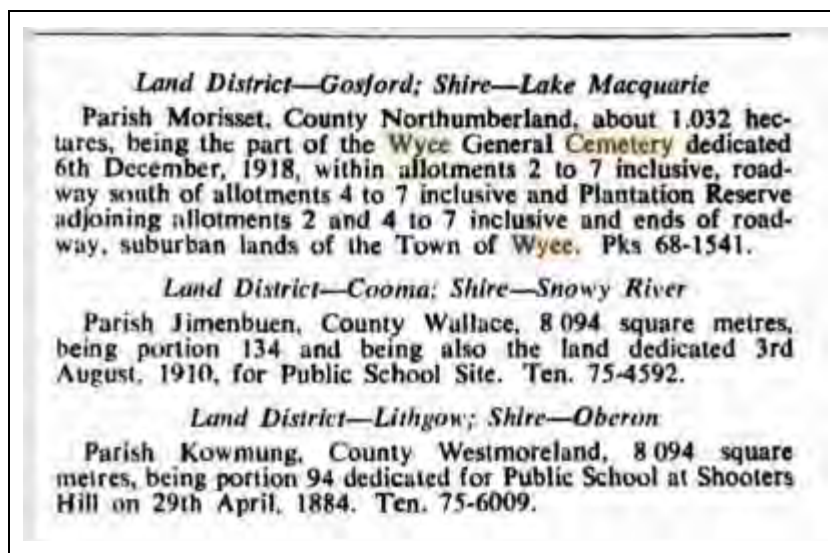 Land District—Gosford; Shire—Lake Macquarie
Parish Morisset, County Northumberland, about 1.032 hec-
tares, being the part of the Wyee General Cemetery dedicated
6th December, 1918, within allotments 2 to 7 inclusive, road-
way south of allotments 4 to 7 inclusive and Plantation Reserve
adjoining allotments 2 and 4 to 7 inclusive and ends of road-
way, suburban lands of the Town of Wyee. Pks 68-1541.
Land District—Cooma; Shire—Snowy River
Parish Jimenbuen, County Wallace, 8 094 square metres,
being portion 134 and being also the land dedicated 3rd
August, 1910, for Public School Site. Ten. 75-4592.
Land District—Lithgow; Shire—Oberon
Parish Kowmung, County Westmoreland, 8 094 square
metres, being portion 94 dedicated for Public School at Shooters
Hill on 29th April, 1884. Ten. 75-6009.